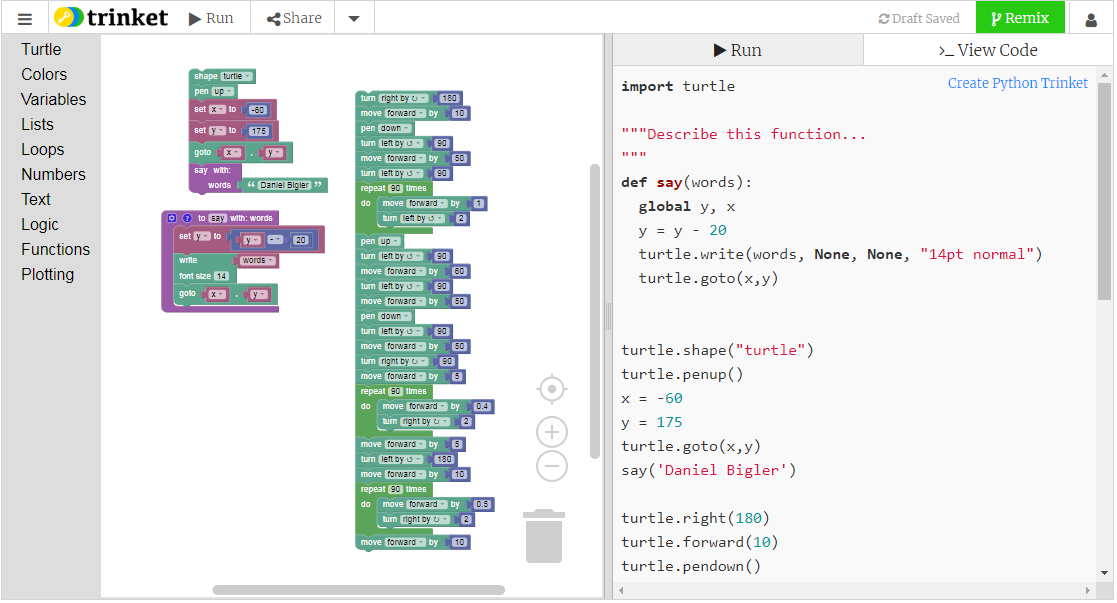 trinket Run Share Draft Saved Remix
Turtle
Colors
Variables
Lists
Loops
Numbers
Text
Logic
Functions
Plotting
shape turtle
pen up
set x to -60
set y to 175
goto x , y
say with:
words “ Daniel Bigler ”
? to say with: words
set y to y - 20
write words
font size 14
goto x , y
turn right by ↻ 180
move forward by 10
pen down
turn left by ↺ 90
move forward by 50
turn left by ↺ 90
repeat 90 times
do move forward by 1
turn left by ↺ 2
pen up
turn left by ↺ 90
move forward by 60
turn left by ↺ 90
move forward by 50
pen down
turn left by ↺ 90
move forward by 50
turn right by ↻ 90
move forward by 5
repeat 90 times
do move forward by 0.4
turn right by ↻ 2
move forward by 5
turn left by ↺ 180
move forward by 10
repeat 90 times
do move forward by 0.5
turn right by ↻ 2
move forward by 10
Run >_ View Code
Create Python Trinket
import turtle
"""Describe this function...
"""
def say(words):
global y, x
y = y - 20
turtle.write(words, None, None, "14pt normal")
turtle.goto(x,y)
turtle.shape("turtle")
turtle.penup()
x = -60
y = 175
turtle.goto(x,y)
say('Daniel Bigler')
turtle.right(180)
turtle.forward(10)
turtle.pendown()